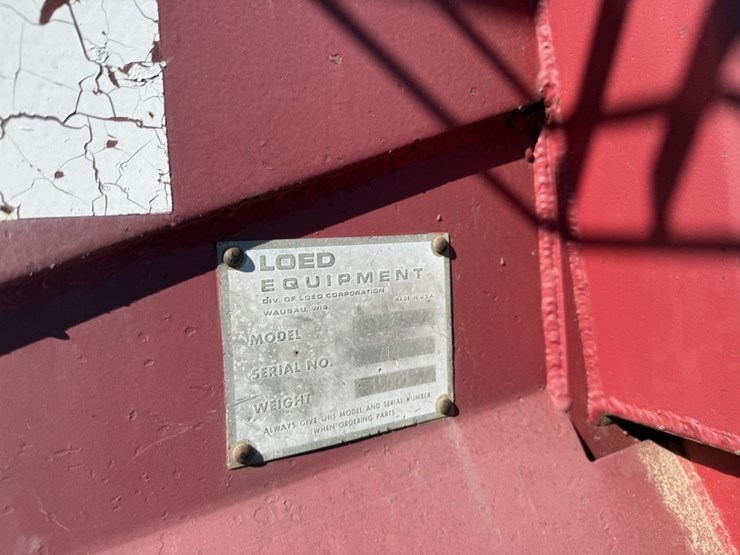 LOED
EQUIPMENT
div. OF LOED CORPORATION MADE IN U.S.A.
WAUSAU, WIS
MODEL
SERIAL NO.
WEIGHT
ALWAYS GIVE THIS MODEL AND SERIAL NUMBER
WHEN ORDERING PARTS